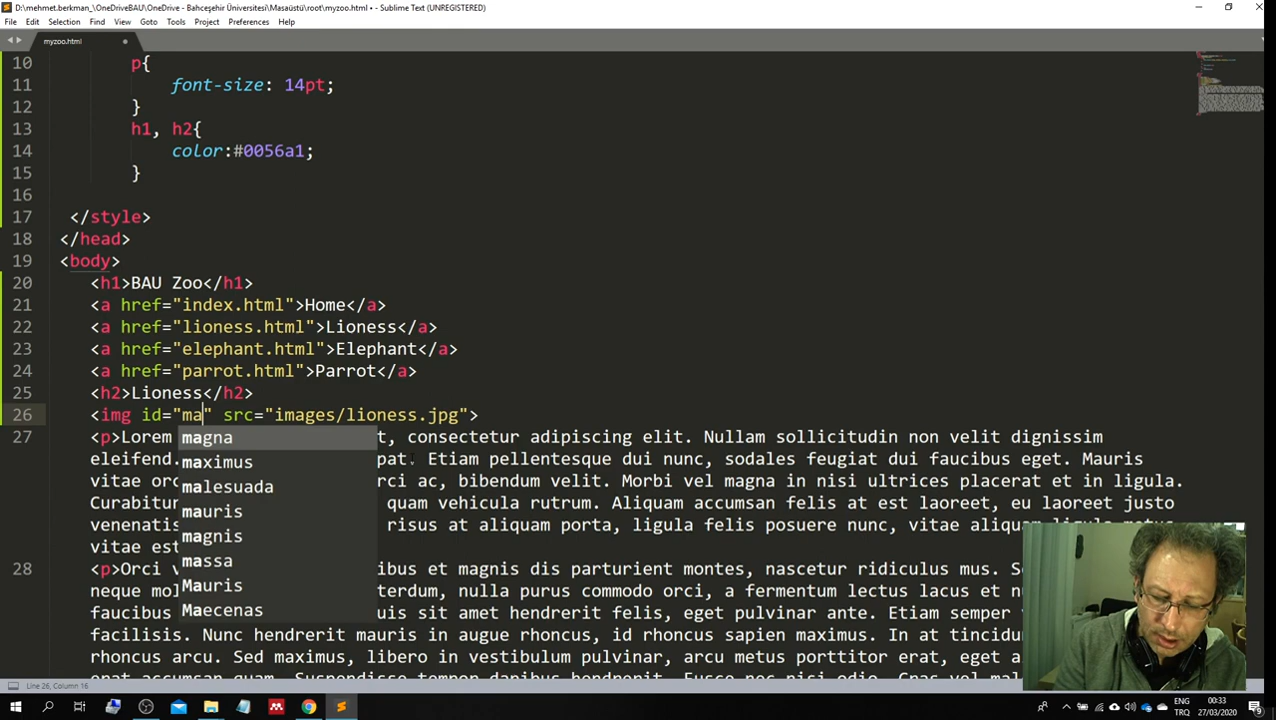 D:\mehmet.berkman_\OneDriveBAU\OneDrive - Bahçeşehir Üniversitesi\Masaüstü\root\myzoo.html • - Sublime Text (UNREGISTERED)
File Edit Selection Find View Goto Tools Project Preferences Help
myzoo.html
10 p{
11 font-size: 14pt;
12 }
13 h1, h2{
14 color:#0056a1;
15 }
16
17 </style>
18 </head>
19 <body>
20 <h1>BAU Zoo</h1>
21 <a href="index.html">Home</a>
22 <a href="lioness.html">Lioness</a>
23 <a href="elephant.html">Elephant</a>
24 <a href="parrot.html">Parrot</a>
25 <h2>Lioness</h2>
26 <img id="ma" src="images/lioness.jpg">
27 <p>Lorem magna t, consectetur adipiscing elit. Nullam sollicitudin non velit dignissim
eleifend. maximus pat. Etiam pellentesque dui nunc, sodales feugiat dui faucibus eget. Mauris
vitae orc malesuada rci ac, bibendum velit. Morbi vel magna in nisi ultrices placerat et in ligula.
Curabitur mauris quam vehicula rutrum. Aliquam accumsan felis at est laoreet, eu laoreet justo
venenatis magnis risus at aliquam porta, ligula felis posuere nunc, vitae aliquam
vitae est massa
28 <p>Orci v Mauris ibus et magnis dis parturient montes, nascetur ridiculus mus.
neque mol Maecenas terdum, nulla purus commodo orci, a fermentum lectus lacus et
faucibus uis sit amet hendrerit felis, eget pulvinar ante. Etiam semper
facilisis. Nunc hendrerit mauris in augue rhoncus, id rhoncus sapien maximus. In at
rhoncus arcu. Sed maximus, libero in vestibulum pulvinar, arcu metus porttitor erat, eget
Line 26, Column 16
ENG
TRQ
00:33
27/03/2020